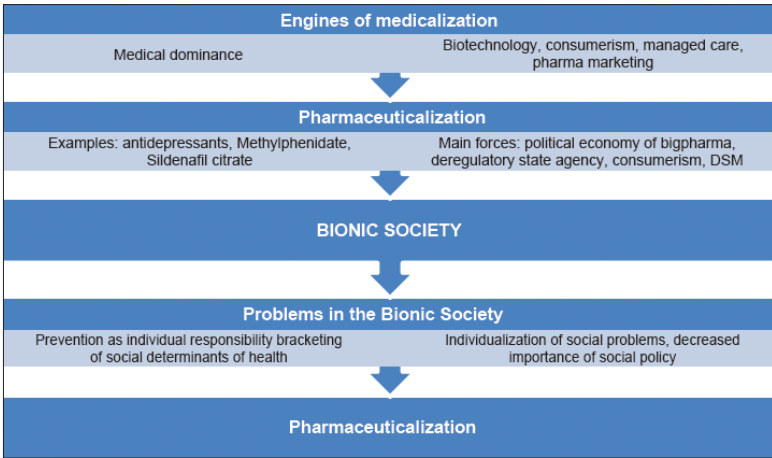 Engines of medicalization
Medical dominance
Biotechnology, consumerism, managed care,
pharma marketing
Pharmaceuticalization
Examples: antidepressants, Methylphenidate,
Sildenafil citrate
Main forces: political economy of bigpharma,
deregulatory state agency, consumerism, DSM
BIONIC SOCIETY
Problems in the Bionic Society
Prevention as individual responsibility bracketing
of social determinants of health
Individualization of social problems, decreased
importance of social policy
Pharmaceuticalization